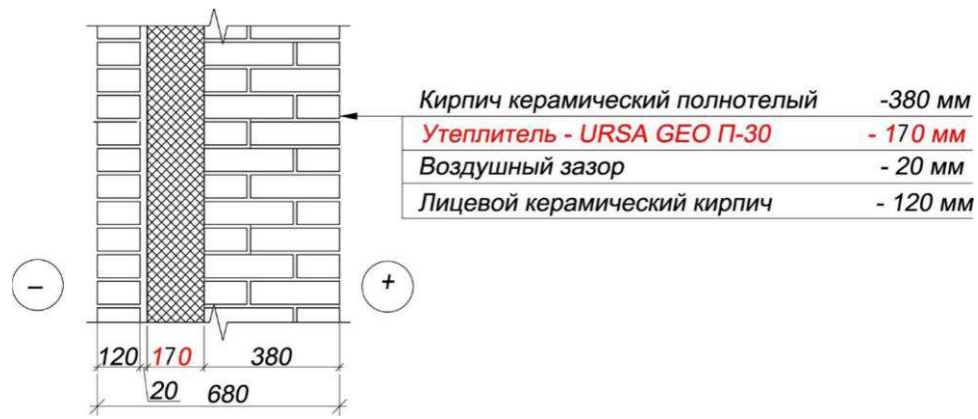 Кирпич керамический полнотелый -380 мм
Утеплитель - URSA GEO П-30 - 170 мм
Воздушный зазор - 20 мм
Лицевой керамический кирпич - 120 мм
– +
120 170 380
20 680